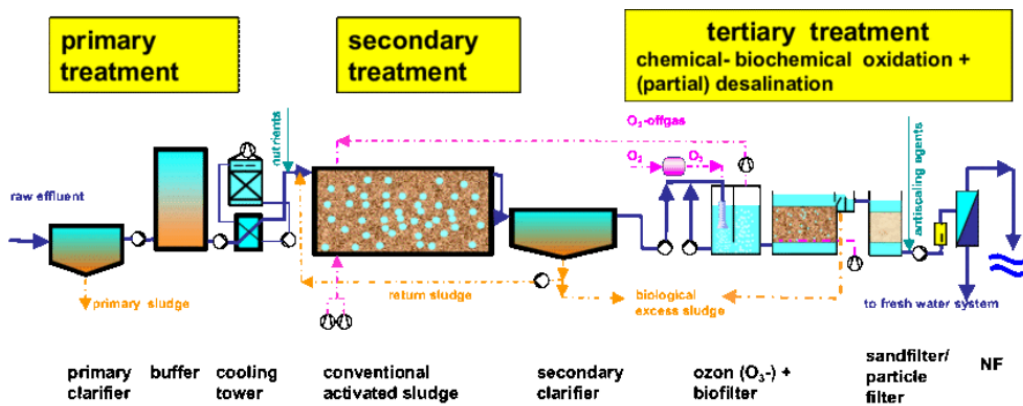 primary
treatment
secondary
treatment
tertiary treatment
chemical- biochemical oxidation +
(partial) desalination
nutrients
O₂-offgas
O₂
O₃
antiscaling agents
raw effluent
primary sludge
return sludge
biological
excess sludge
to fresh water system
primary
clarifier
buffer
cooling
tower
conventional
activated sludge
secondary
clarifier
ozon (O₃-) +
biofilter
sandfilter/
particle
filter
NF